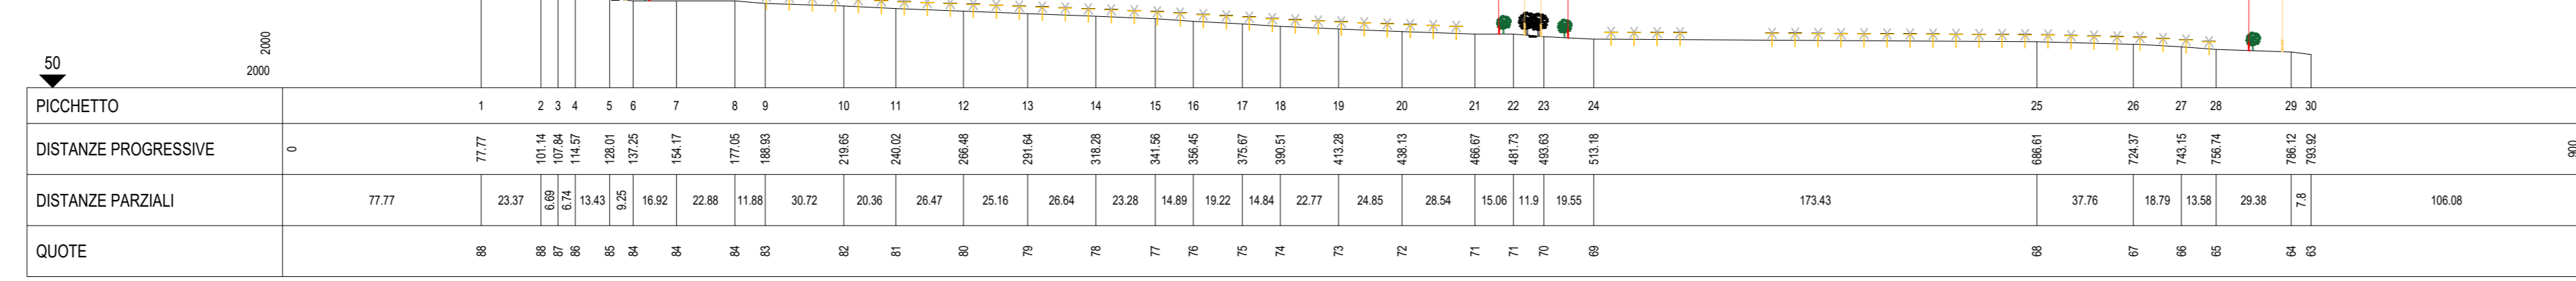 2000
2000
50
PICCHETTO 1 2 3 4 5 6 7 8 9 10 11 12 13 14 15 16 17 18 19 20 21 22 23 24 25 26 27 28 29 30
DISTANZE PROGRESSIVE 0 77.77 101.14 107.84 114.57 128.01 137.25 154.17 177.05 188.93 219.65 240.02 266.48 291.64 318.28 341.56 356.45 375.67 390.51 413.28 438.13 466.67 481.73 493.63 513.18 686.61 724.37 743.15 756.74 786.12 793.92 900
DISTANZE PARZIALI 77.77 23.37 6.69 6.74 13.43 9.25 16.92 22.88 11.88 30.72 20.36 26.47 25.16 26.64 23.28 14.89 19.22 14.84 22.77 24.85 28.54 15.06 11.9 19.55 173.43 37.76 18.79 13.58 29.38 7.8 106.08
QUOTE 88 88 87 86 85 84 84 84 83 82 81 80 79 78 77 76 75 74 73 72 71 71 70 69 68 67 66 65 64 63